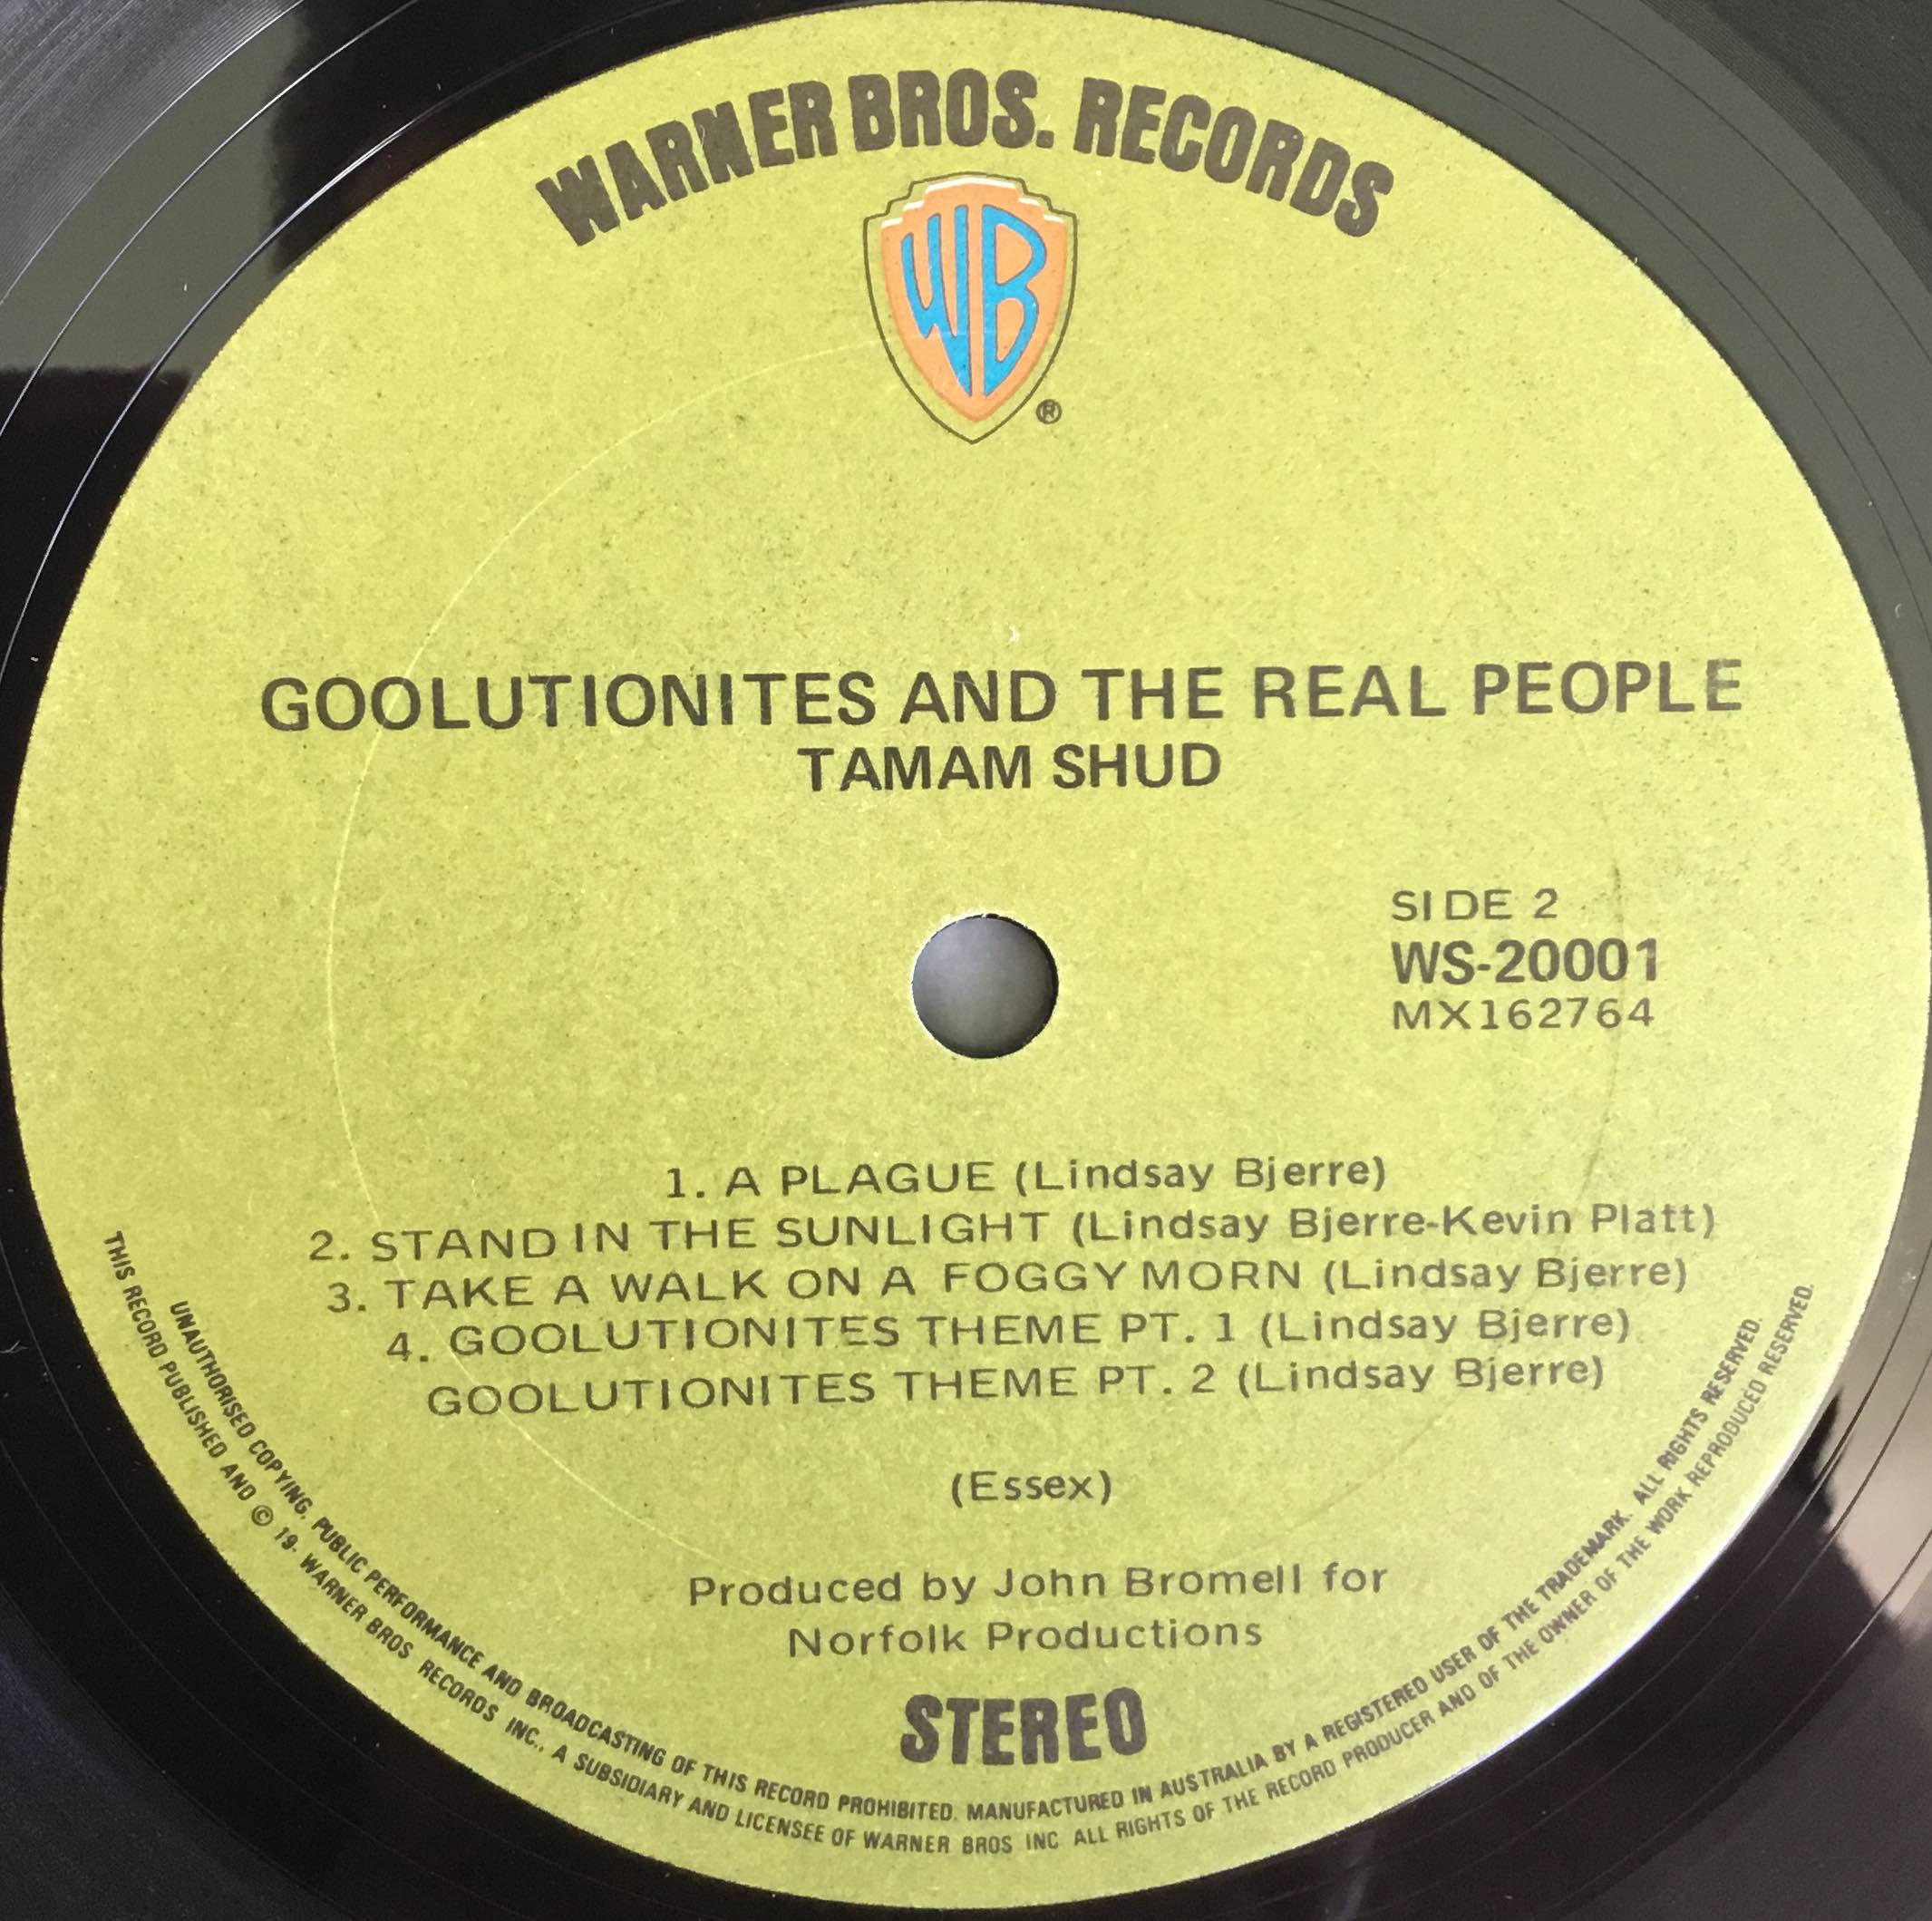 WARNER BROS. RECORDS
WB
®
GOOLUTIONITES AND THE REAL PEOPLE
TAMAM SHUD
SIDE 2
WS-20001
MX162764
1. A PLAGUE (Lindsay Bjerre)
2. STAND IN THE SUNLIGHT (Lindsay Bjerre-Kevin Platt)
3. TAKE A WALK ON A FOGGY MORN (Lindsay Bjerre)
4. GOOLUTIONITES THEME PT. 1 (Lindsay Bjerre)
GOOLUTIONITES THEME PT. 2 (Lindsay Bjerre)
(Essex)
Produced by John Bromell for
Norfolk Productions
STEREO
UNAUTHORISED COPYING, PUBLIC PERFORMANCE AND BROADCASTING OF THIS RECORD PROHIBITED. MANUFACTURED IN AUSTRALIA BY A REGISTERED USER OF THE TRADEMARK. ALL RIGHTS RESERVED.
THIS RECORD PUBLISHED AND © 19. WARNER BROS RECORDS INC., A SUBSIDIARY AND LICENSEE OF WARNER BROS INC ALL RIGHTS OF THE RECORD PRODUCER AND OF THE OWNER OF THE WORK REPRODUCED RESERVED.